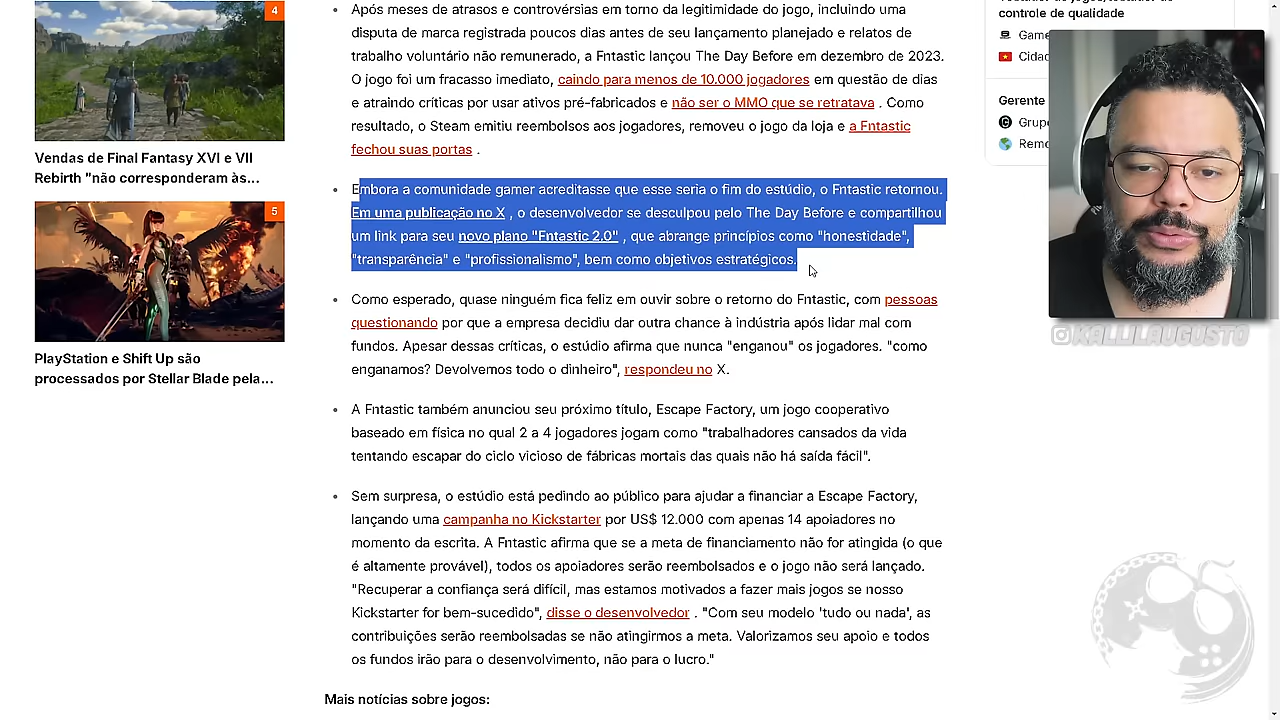 4
Vendas de Final Fantasy XVI e VII
Rebirth "não corresponderam às...
5
PlayStation e Shift Up são
processados por Stellar Blade pela...
Após meses de atrasos e controvérsias em torno da legitimidade do jogo, incluindo uma
disputa de marca registrada poucos dias antes de seu lançamento planejado e relatos de
trabalho voluntário não remunerado, a Fntastic lançou The Day Before em dezembro de 2023.
O jogo foi um fracasso imediato, caindo para menos de 10.000 jogadores em questão de dias
e atraindo críticas por usar ativos pré-fabricados e não ser o MMO que se retratava . Como
resultado, o Steam emitiu reembolsos aos jogadores, removeu o jogo da loja e a Fntastic
fechou suas portas .
Embora a comunidade gamer acreditasse que esse seria o fim do estúdio, o Fntastic retornou.
Em uma publicação no X , o desenvolvedor se desculpou pelo The Day Before e compartilhou
um link para seu novo plano "Fntastic 2.0" , que abrange princípios como "honestidade",
"transparência" e "profissionalismo", bem como objetivos estratégicos.
Como esperado, quase ninguém fica feliz em ouvir sobre o retorno do Fntastic, com pessoas
questionando por que a empresa decidiu dar outra chance à indústria após lidar mal com
fundos. Apesar dessas críticas, o estúdio afirma que nunca "enganou" os jogadores. "como
enganamos? Devolvemos todo o dinheiro", respondeu no X.
A Fntastic também anunciou seu próximo título, Escape Factory, um jogo cooperativo
baseado em física no qual 2 a 4 jogadores jogam como "trabalhadores cansados da vida
tentando escapar do ciclo vicioso de fábricas mortais das quais não há saída fácil".
Sem surpresa, o estúdio está pedindo ao público para ajudar a financiar a Escape Factory,
lançando uma campanha no Kickstarter por US$ 12.000 com apenas 14 apoiadores no
momento da escrita. A Fntastic afirma que se a meta de financiamento não for atingida (o que
é altamente provável), todos os apoiadores serão reembolsados e o jogo não será lançado.
"Recuperar a confiança será difícil, mas estamos motivados a fazer mais jogos se nosso
Kickstarter for bem-sucedido", disse o desenvolvedor . "Com seu modelo 'tudo ou nada', as
contribuições serão reembolsadas se não atingirmos a meta. Valorizamos seu apoio e todos
os fundos irão para o desenvolvimento, não para o lucro."
Mais notícias sobre jogos:
controle de qualidade
Game
Cidad
Gerente
Grupo
Remo
KALLILAUGUSTO